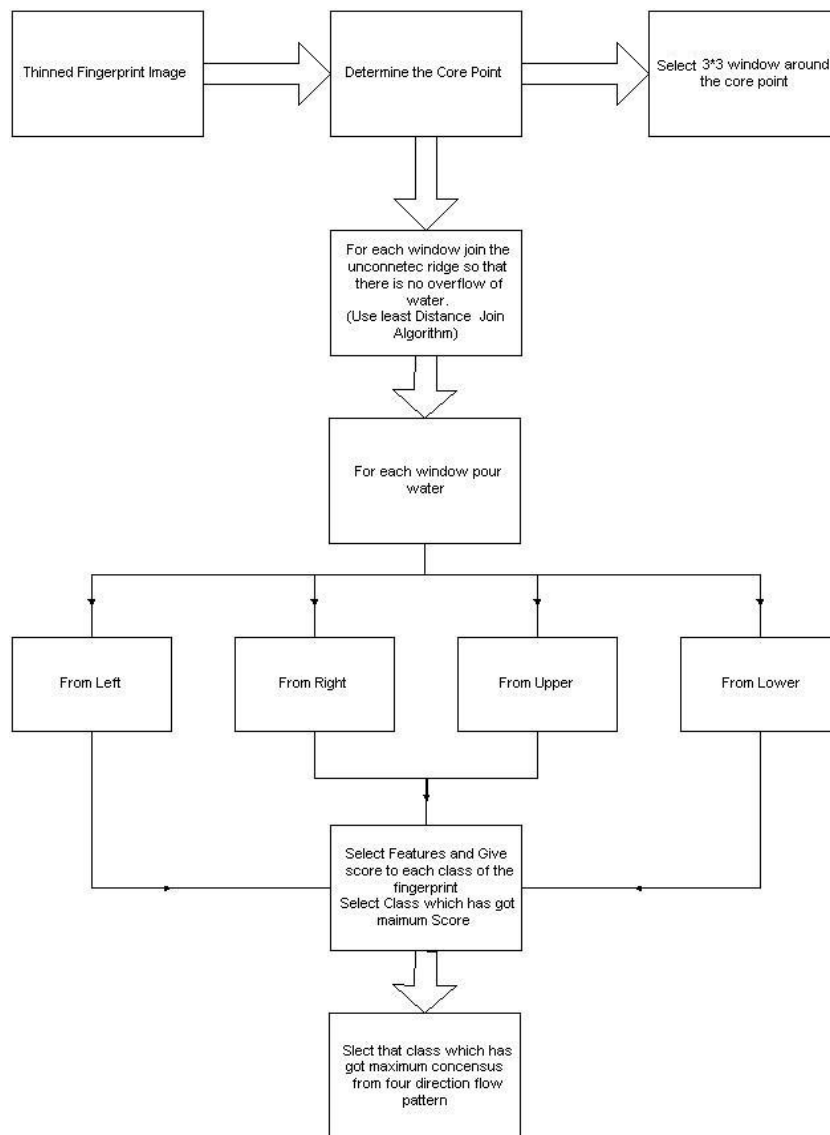 Thinned Fingerprint Image
Determine the Core Point
Select 3*3 window around
the core point
For each window join the
unconnetec ridge so that
there is no overflow of
water.
(Use least Distance Join
Algorithm)
For each window pour
water
From Left
From Right
From Upper
From Lower
Select Features and Give
score to each class of the
fingerprint
Select Class which has got
maimum Score
Slect that class which has
got maximum concensus
from four direction flow
pattern